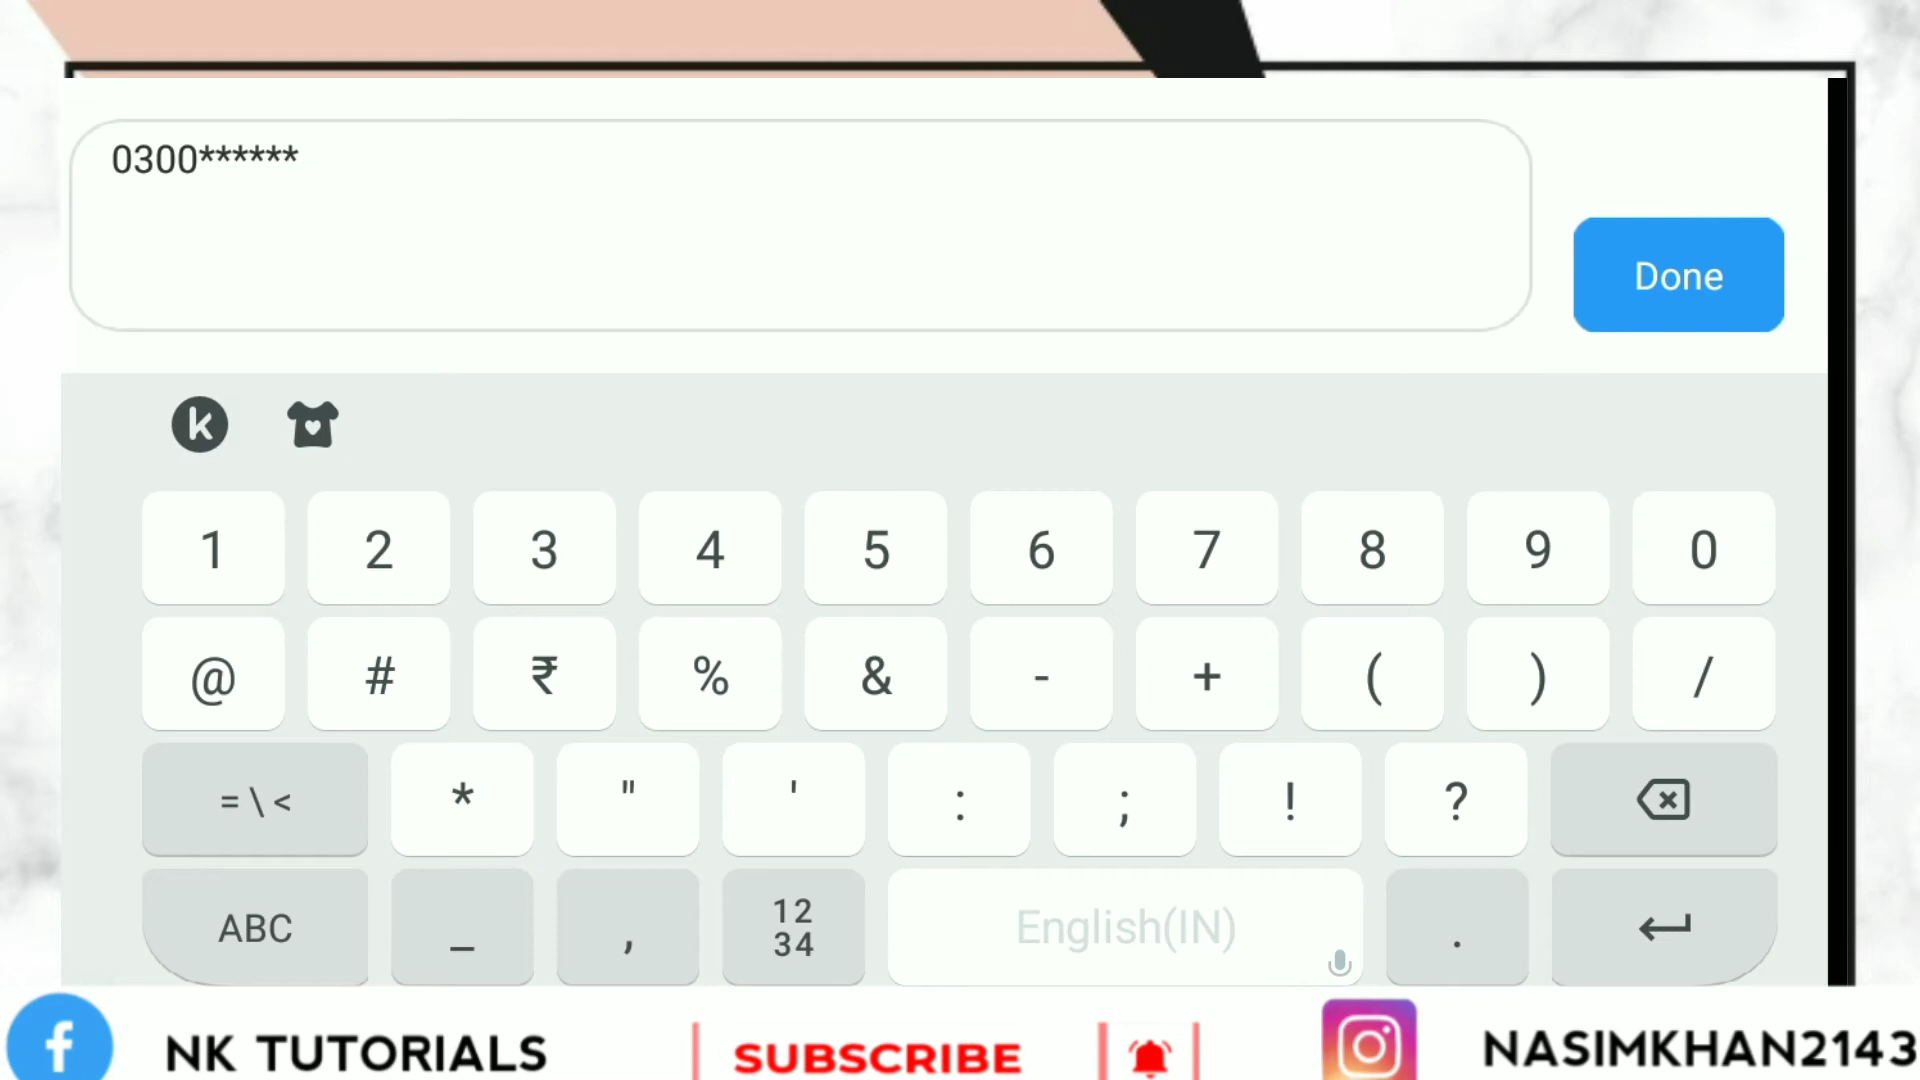 0300******
Done
k
1 2 3 4 5 6 7 8 9 0
@ # ₹ % & - + ( ) /
= \ < * " ' : ; ! ?
ABC _ , 12 34 English(IN) .
NK TUTORIALS SUBSCRIBE NASIMKHAN2143